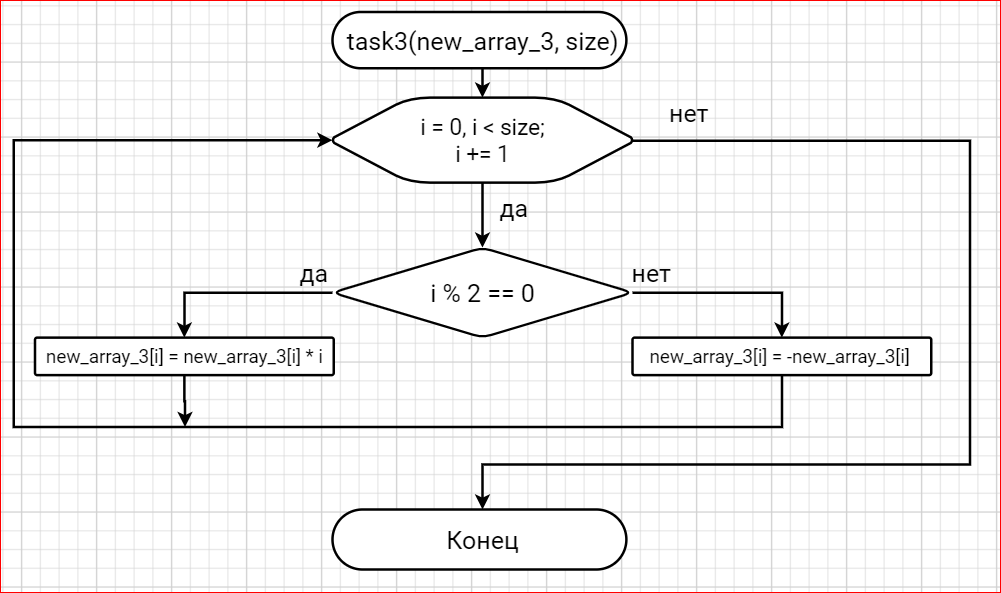 task3(new_array_3, size)
нет
i = 0, i < size;
i += 1
да
да
нет
i % 2 == 0
new_array_3[i] = new_array_3[i] * i
new_array_3[i] = -new_array_3[i]
Конец